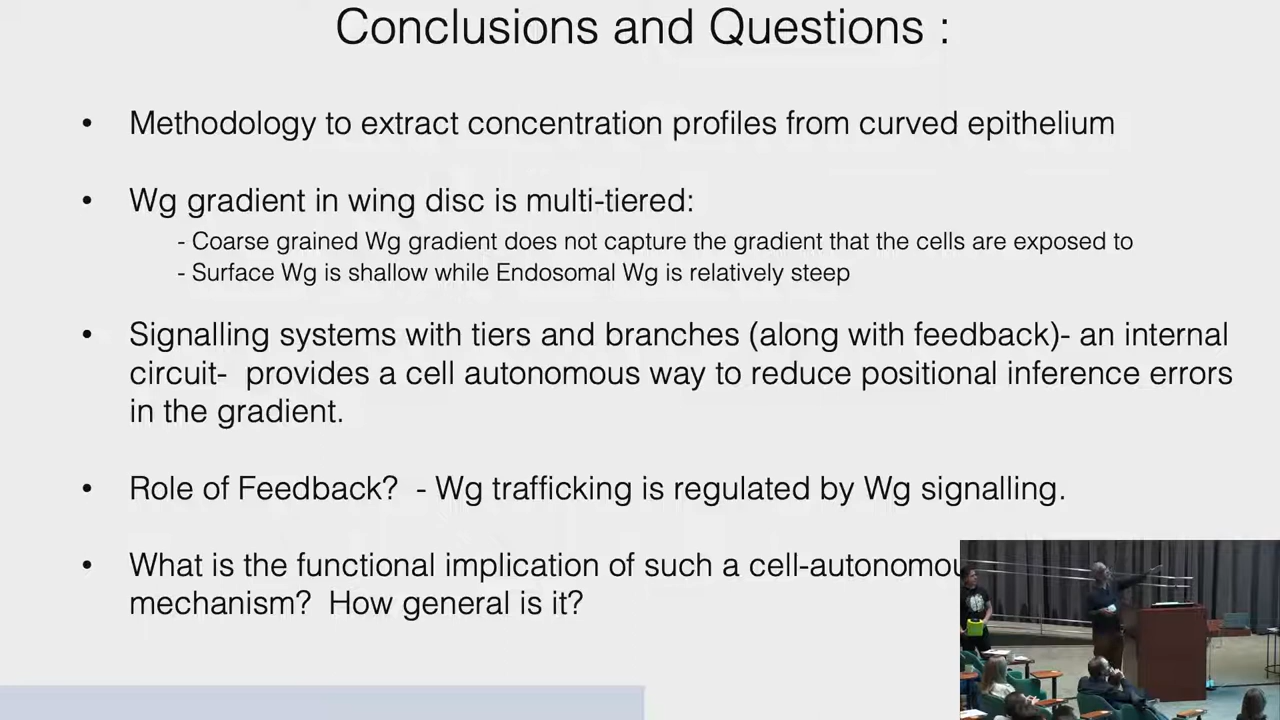 Conclusions and Questions :
• Methodology to extract concentration profiles from curved epithelium
• Wg gradient in wing disc is multi-tiered:
- Coarse grained Wg gradient does not capture the gradient that the cells are exposed to
- Surface Wg is shallow while Endosomal Wg is relatively steep
• Signalling systems with tiers and branches (along with feedback)- an internal
circuit- provides a cell autonomous way to reduce positional inference errors
in the gradient.
• Role of Feedback? - Wg trafficking is regulated by Wg signalling.
• What is the functional implication of such a cell-autonomou
mechanism? How general is it?